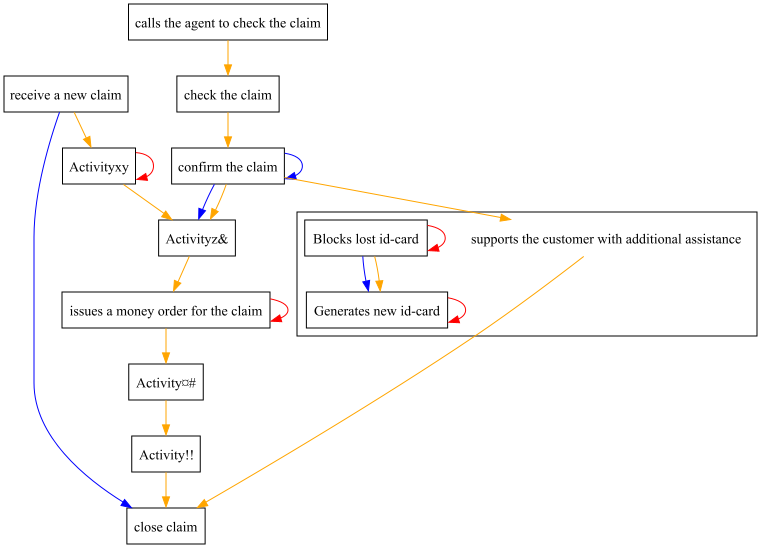 calls the agent to check the claim
receive a new claim
check the claim
Activityxy
confirm the claim
Activityz&
Blocks lost id-card
supports the customer with additional assistance
issues a money order for the claim
Generates new id-card
Activity¤#
Activity!!
close claim